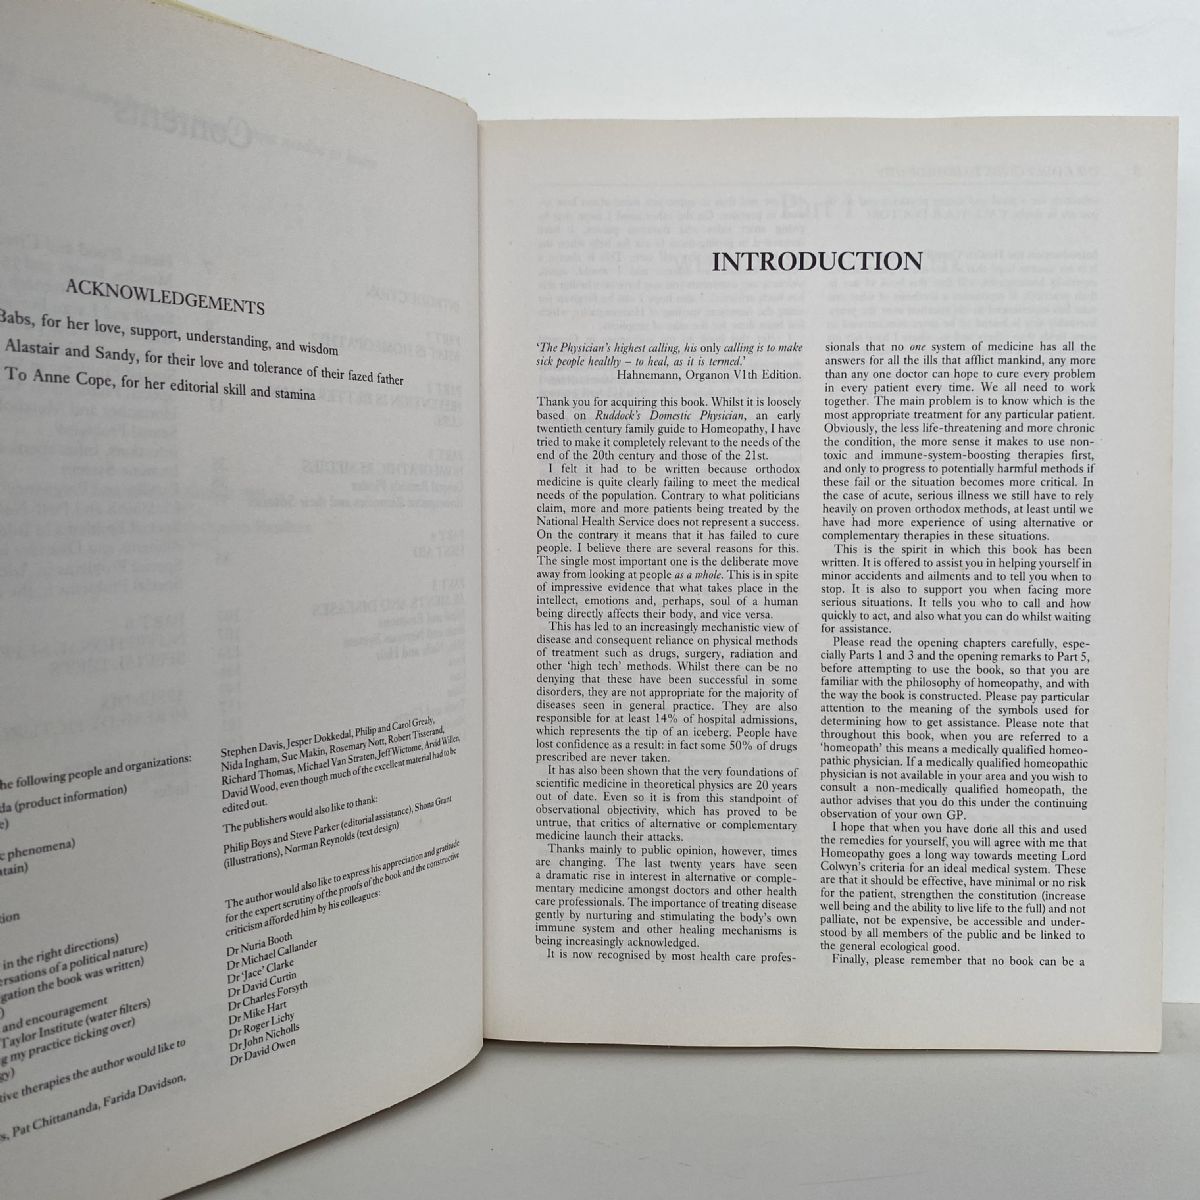 ACKNOWLEDGEMENTS
Babs, for her love, support, understanding, and wisdom
Alastair and Sandy, for their love and tolerance of their fazed father
To Anne Cope, for her editorial skill and stamina
the following people and organizations:
(product information)
phenomena)
in the right directions)
of a political nature)
the book was written)
and encouragement
Taylor Institute (water filters)
my practice ticking over)
therapies the author would like to
Pat Chittananda, Farida Davidson,
Stephen Davis, Jesper Dokkedal, Philip and Carol Grealy,
Nida Ingham, Sue Makin, Rosemary Nott, Robert Tisserand,
Richard Thomas, Michael Van Straten, Jeff Wictome, Arvid Willen,
David Wood, even though much of the excellent material had to be
edited out.
The publishers would also like to thank:
Philip Boys and Steve Parker (editorial assistance), Shona Grant
(illustrations), Norman Reynolds (text design)
The author would also like to express his appreciation and gratitude
for the expert scrutiny of the proofs of the book and the constructive
criticism afforded him by his colleagues:
Dr Nuria Booth
Dr Michael Callander
Dr 'Jace' Clarke
Dr David Curtin
Dr Charles Forsyth
Dr Mike Hart
Dr Roger Lichy
Dr John Nicholls
Dr David Owen
INTRODUCTION
'The Physician's highest calling, his only calling is to make
sick people healthy – to heal, as it is termed.'
Hahnemann, Organon V1th Edition.
Thank you for acquiring this book. Whilst it is loosely
based on Ruddock's Domestic Physician, an early
twentieth century family guide to Homeopathy, I have
tried to make it completely relevant to the needs of the
end of the 20th century and those of the 21st.
I felt it had to be written because orthodox
medicine is quite clearly failing to meet the medical
needs of the population. Contrary to what politicians
claim, more and more patients being treated by the
National Health Service does not represent a success.
On the contrary it means that it has failed to cure
people. I believe there are several reasons for this.
The single most important one is the deliberate move
away from looking at people as a whole. This is in spite
of impressive evidence that what takes place in the
intellect, emotions and, perhaps, soul of a human
being directly affects their body, and vice versa.
This has led to an increasingly mechanistic view of
disease and consequent reliance on physical methods
of treatment such as drugs, surgery, radiation and
other 'high tech' methods. Whilst there can be no
denying that these have been successful in some
disorders, they are not appropriate for the majority of
diseases seen in general practice. They are also
responsible for at least 14% of hospital admissions,
which represents the tip of an iceberg. People have
lost confidence as a result: in fact some 50% of drugs
prescribed are never taken.
It has also been shown that the very foundations of
scientific medicine in theoretical physics are 20 years
out of date. Even so it is from this standpoint of
observational objectivity, which has proved to be
untrue, that critics of alternative or complementary
medicine launch their attacks.
Thanks mainly to public opinion, however, times
are changing. The last twenty years have seen
a dramatic rise in interest in alternative or comple-
mentary medicine amongst doctors and other health
care professionals. The importance of treating disease
gently by nurturing and stimulating the body's own
immune system and other healing mechanisms is
being increasingly acknowledged.
It is now recognised by most health care profes-
sionals that no one system of medicine has all the
answers for all the ills that afflict mankind, any more
than any one doctor can hope to cure every problem
in every patient every time. We all need to work
together. The main problem is to know which is the
most appropriate treatment for any particular patient.
Obviously, the less life-threatening and more chronic
the condition, the more sense it makes to use non-
toxic and immune-system-boosting therapies first,
and only to progress to potentially harmful methods if
these fail or the situation becomes more critical. In
the case of acute, serious illness we still have to rely
heavily on proven orthodox methods, at least until we
have had more experience of using alternative or
complementary therapies in these situations.
This is the spirit in which this book has been
written. It is offered to assist you in helping yourself in
minor accidents and ailments and to tell you when to
stop. It is also to support you when facing more
serious situations. It tells you who to call and how
quickly to act, and also what you can do whilst waiting
for assistance.
Please read the opening chapters carefully, espe-
cially Parts 1 and 3 and the opening remarks to Part 5,
before attempting to use the book, so that you are
familiar with the philosophy of homeopathy, and with
the way the book is constructed. Please pay particular
attention to the meaning of the symbols used for
determining how to get assistance. Please note that
throughout this book, when you are referred to a
'homeopath' this means a medically qualified homeo-
pathic physician. If a medically qualified homeopathic
physician is not available in your area and you wish to
consult a non-medically qualified homeopath, the
author advises that you do this under the continuing
observation of your own GP.
I hope that when you have done all this and used
the remedies for yourself, you will agree with me that
Homeopathy goes a long way towards meeting Lord
Colwyn's criteria for an ideal medical system. These
are that it should be effective, have minimal or no risk
for the patient, strengthen the constitution (increase
well being and the ability to live life to the full) and not
palliate, not be expensive, be accessible and under-
stood by all members of the public and be linked to
the general ecological good.
Finally, please remember that no book can be a